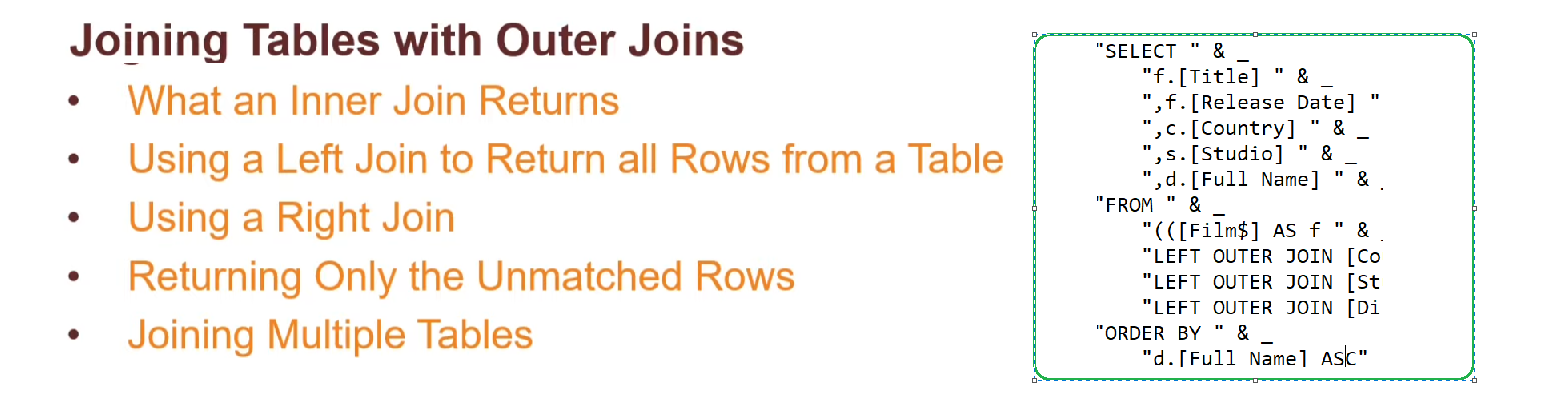 Joining Tables with Outer Joins
• What an Inner Join Returns
• Using a Left Join to Return all Rows from a Table
• Using a Right Join
• Returning Only the Unmatched Rows
• Joining Multiple Tables
"SELECT " & _
"f.[Title] " & _
",f.[Release Date] "
",c.[Country] " & _
",s.[Studio] " & _
",d.[Full Name] " &
"FROM " & _
"(([Film$] AS f " &
"LEFT OUTER JOIN [Co
"LEFT OUTER JOIN [St
"LEFT OUTER JOIN [Di
"ORDER BY " & _
"d.[Full Name] ASC"